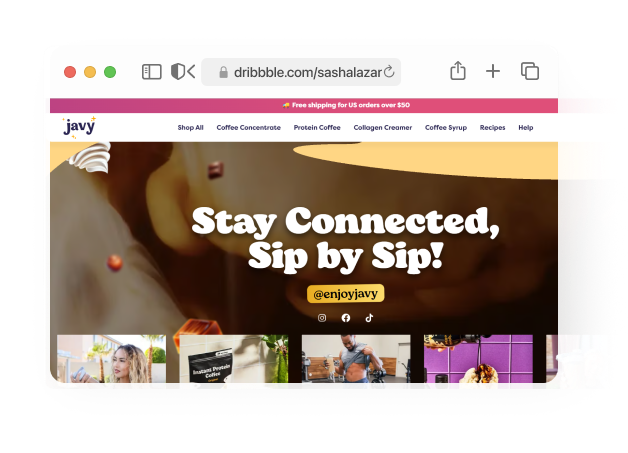 dribbble.com/sashalazar
Free shipping for US orders over $50
javy
Shop All Coffee Concentrate Protein Coffee Collagen Creamer Coffee Syrup Recipes Help
Stay Connected,
Sip by Sip!
@enjoyjavy
Instant Protein
Coffee